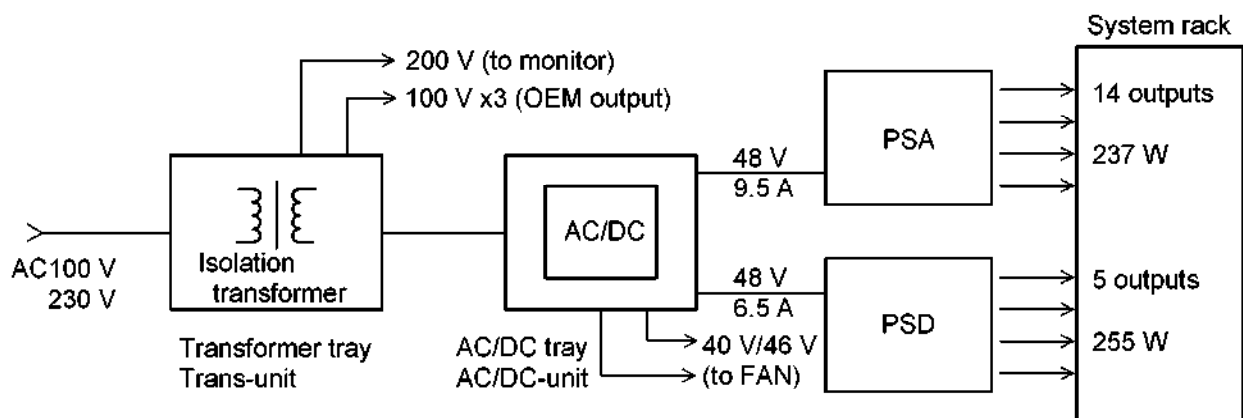 System rack
200 V (to monitor)
100 V x3 (OEM output)
14 outputs
PSA
237 W
48 V
9.5 A
AC/DC
AC100 V
230 V
Isolation
transformer
48 V
6.5 A
5 outputs
PSD
255 W
Transformer tray
Trans-unit
AC/DC tray
AC/DC-unit
40 V/46 V
(to FAN)